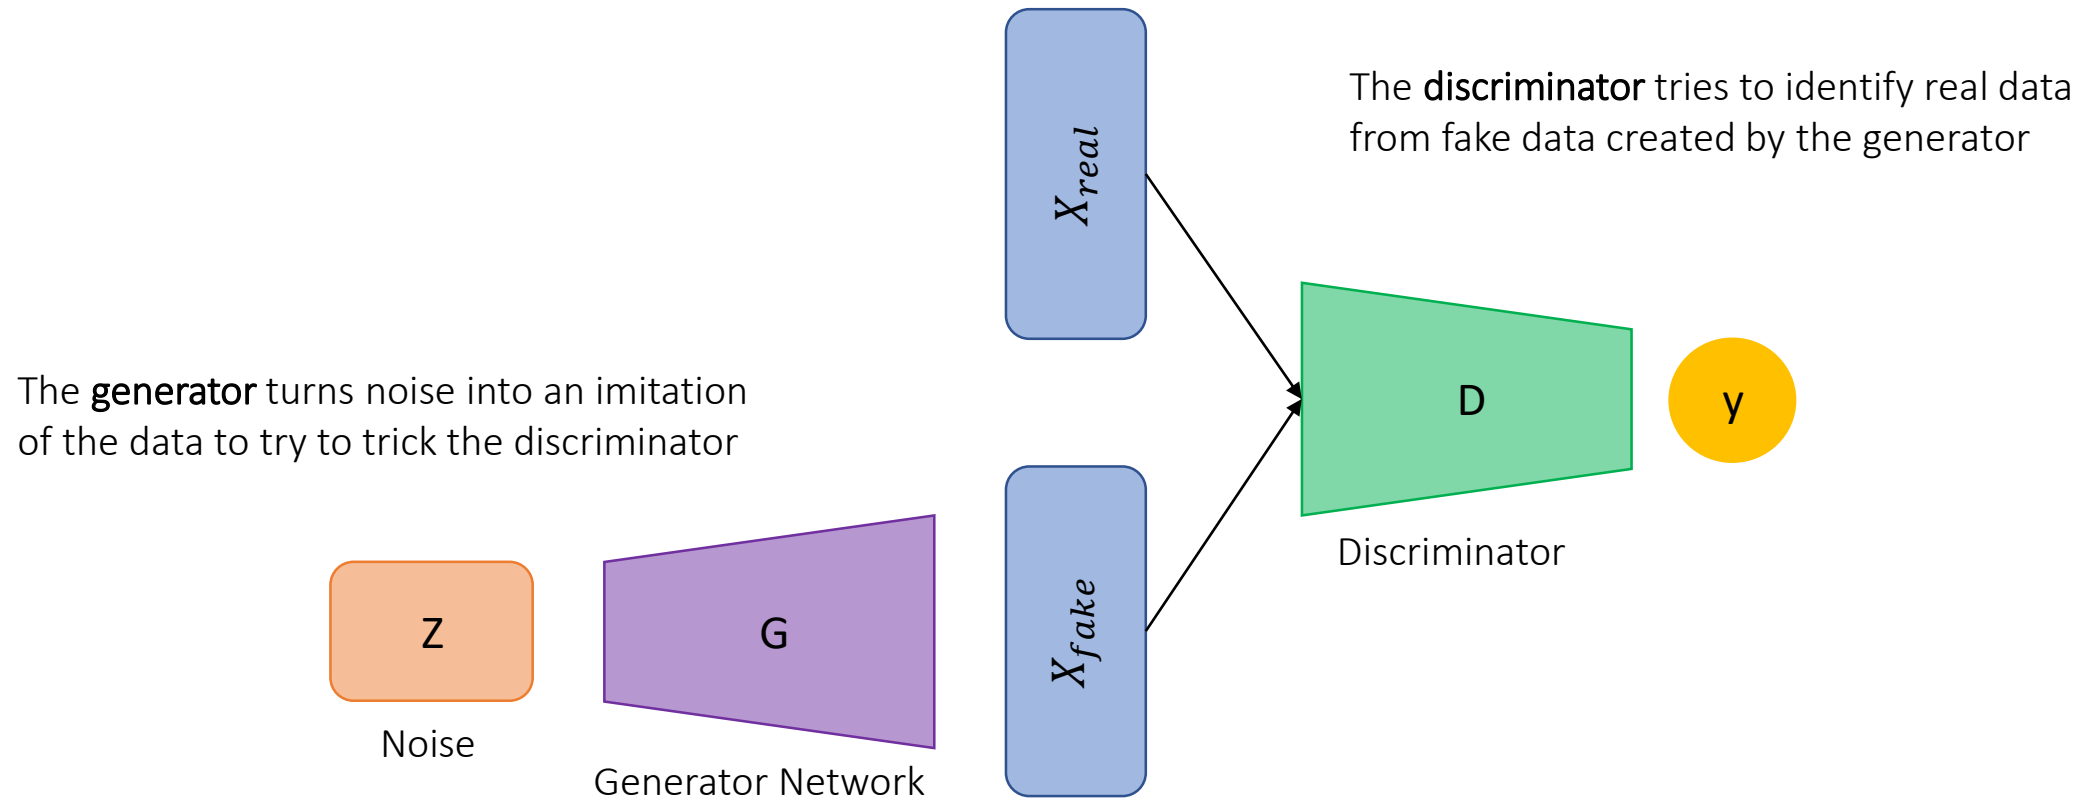 X_real
The discriminator tries to identify real data
from fake data created by the generator
The generator turns noise into an imitation
of the data to try to trick the discriminator
D
y
Discriminator
Z
G
X_fake
Noise
Generator Network